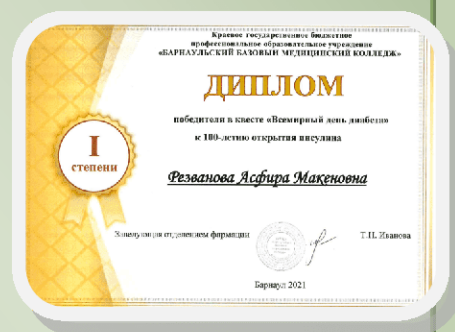 Краевое государственное бюджетное
профессиональное образовательное учреждение
«БАРНАУЛЬСКИЙ БАЗОВЫЙ МЕДИЦИНСКИЙ КОЛЛЕДЖ»
ДИПЛОМ
победители в квесте «Всемирный день диабета»
к 100-летию открытия инсулина
I
степени
Резванова Асфира Макеновна
Заведующая отделением фармации
Т.П. Иванова
Барнаул 2021